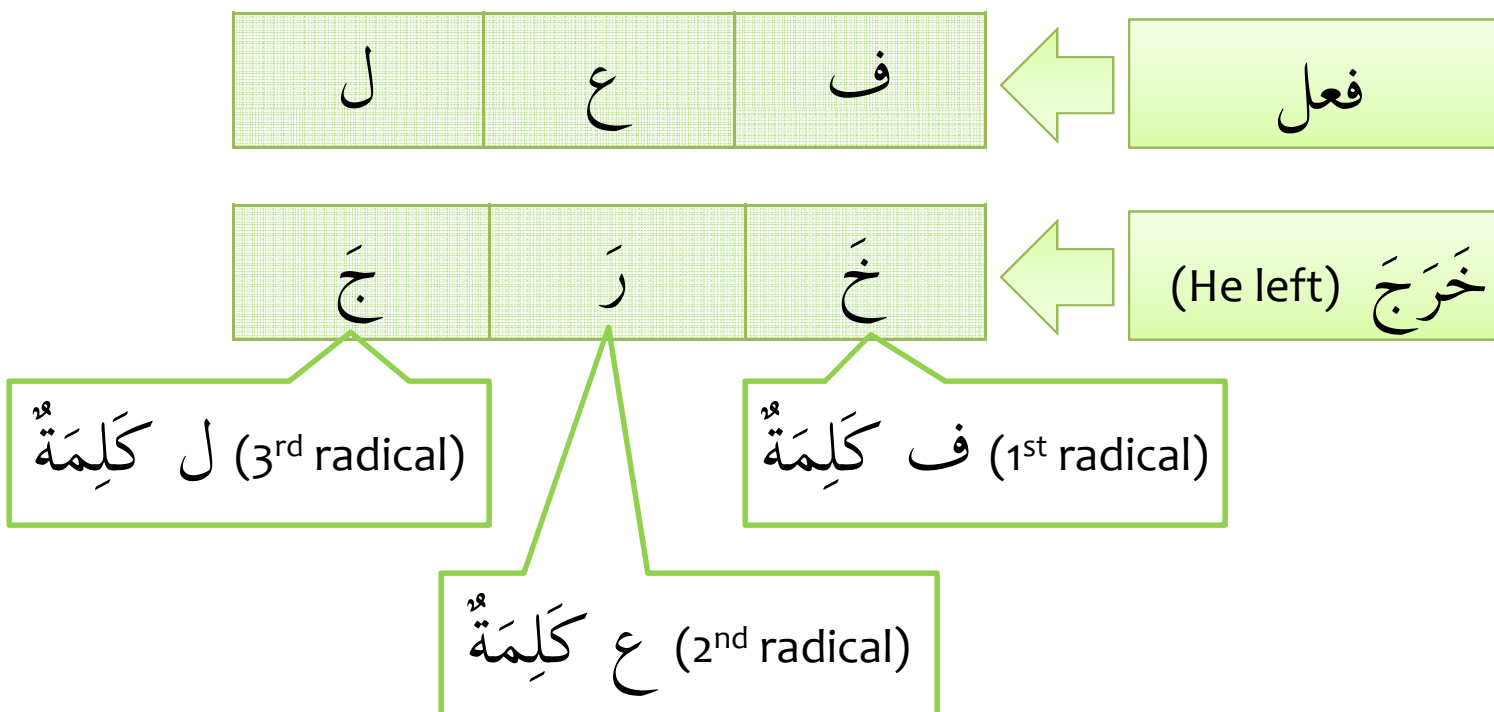 فعل ف ع ل
خَرَجَ (He left) خَ رَ جَ
ف كَلِمَةٌ (1st radical)
ل كَلِمَةٌ (3rd radical)
ع كَلِمَةٌ (2nd radical)